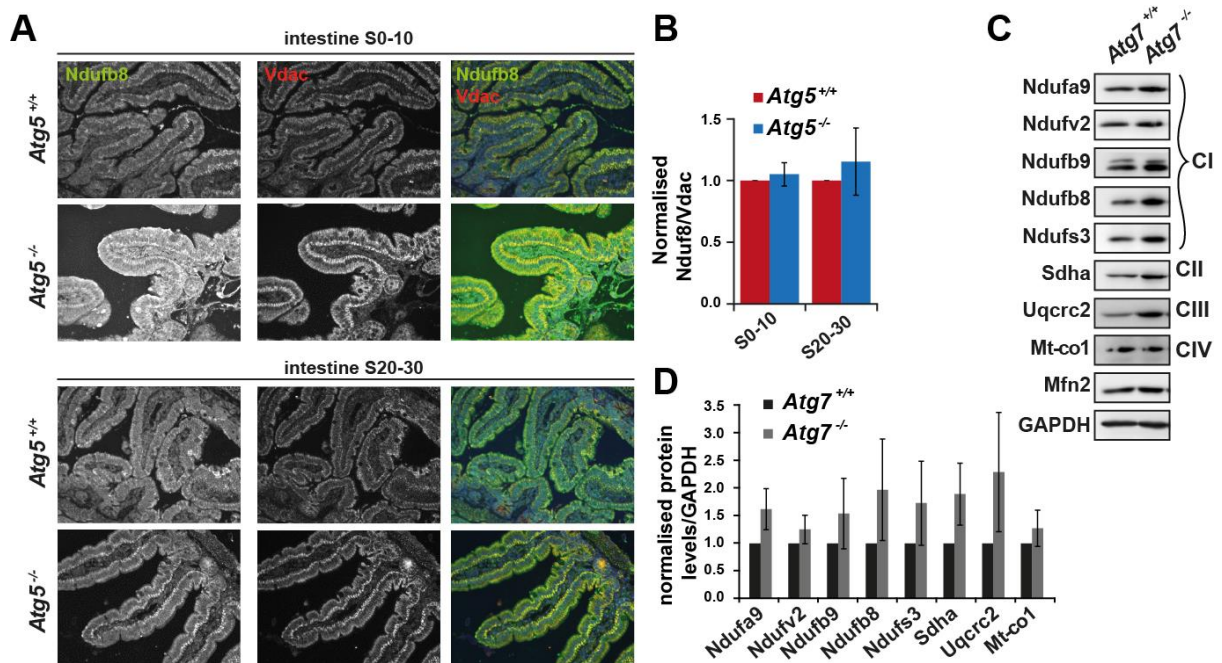 A
intestine S0-10
Ndufb8
Vdac
Ndufb8
Vdac
Atg5 +/+
Atg5 -/-
intestine S20-30
Atg5 +/+
Atg5 -/-
B
Atg5 +/+
Atg5 -/-
Normalised
Nduf8/Vdac
1.5
1.0
0.5
0.0
S0-10
S20-30
C
Atg7 +/+
Atg7 -/-
Ndufa9
Ndufv2
Ndufb9
CI
Ndufb8
Ndufs3
Sdha
CII
Uqcrc2
CIII
Mt-co1
CIV
Mfn2
GAPDH
D
Atg7 +/+
Atg7 -/-
normalised protein
levels/GAPDH
3.5
3.0
2.5
2.0
1.5
1.0
0.5
0.0
Ndufa9
Ndufv2
Ndufb9
Ndufb8
Ndufs3
Sdha
Uqcrc2
Mt-co1